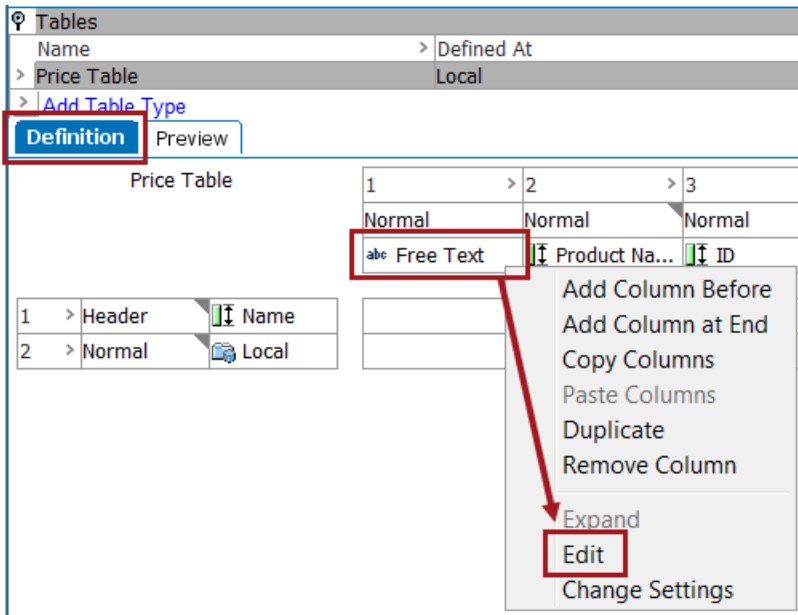 Tables
Name > Defined At
> Price Table Local
> Add Table Type
Definition Preview
Price Table 1 > 2 > 3
Normal Normal Normal
abc Free Text Product Na... ID
1 > Header Name
2 > Normal Local
Add Column Before
Add Column at End
Copy Columns
Paste Columns
Duplicate
Remove Column
Expand
Edit
Change Settings